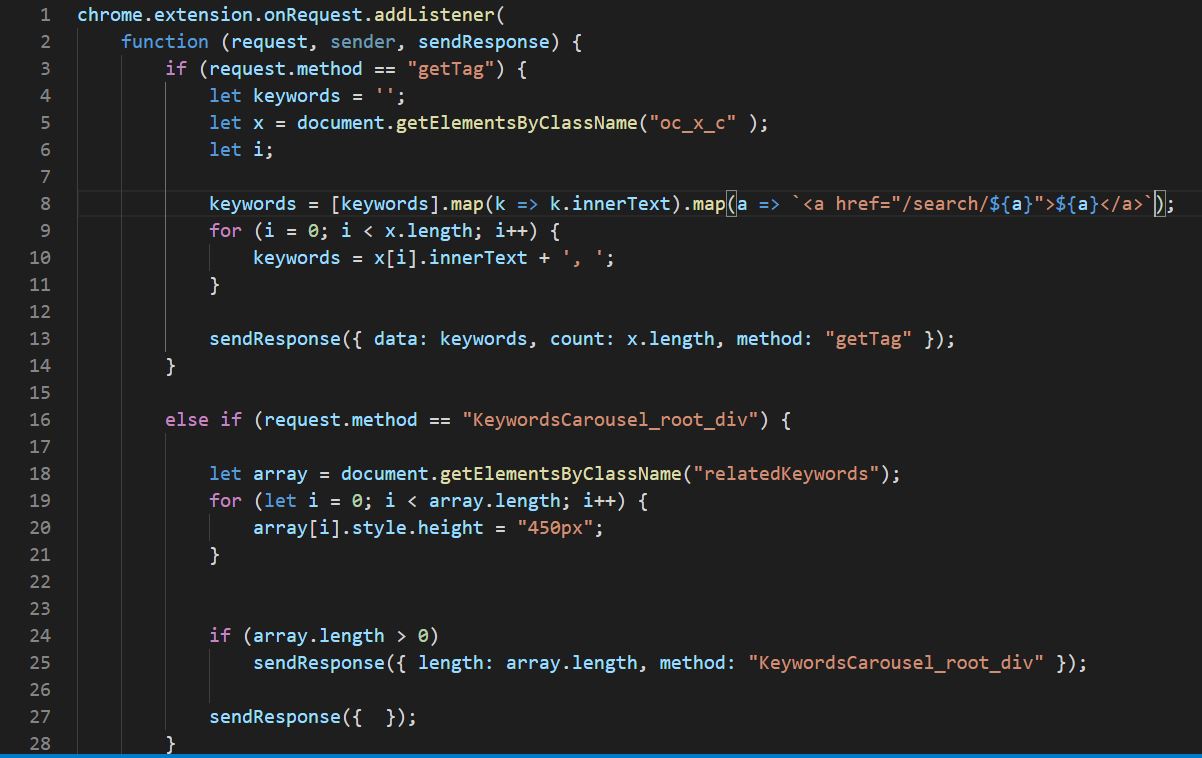 1 chrome.extension.onRequest.addListener(
2 function (request, sender, sendResponse) {
3 if (request.method == "getTag") {
4 let keywords = '';
5 let x = document.getElementsByClassName("oc_x_c" );
6 let i;
7
8 keywords = [keywords].map(k => k.innerText).map(a => `<a href="/search/${a}">${a}</a>`);
9 for (i = 0; i < x.length; i++) {
10 keywords = x[i].innerText + ', ';
11 }
12
13 sendResponse({ data: keywords, count: x.length, method: "getTag" });
14 }
15
16 else if (request.method == "KeywordsCarousel_root_div") {
17
18 let array = document.getElementsByClassName("relatedKeywords");
19 for (let i = 0; i < array.length; i++) {
20 array[i].style.height = "450px";
21 }
22
23
24 if (array.length > 0)
25 sendResponse({ length: array.length, method: "KeywordsCarousel_root_div" });
26
27 sendResponse({  });
28 }